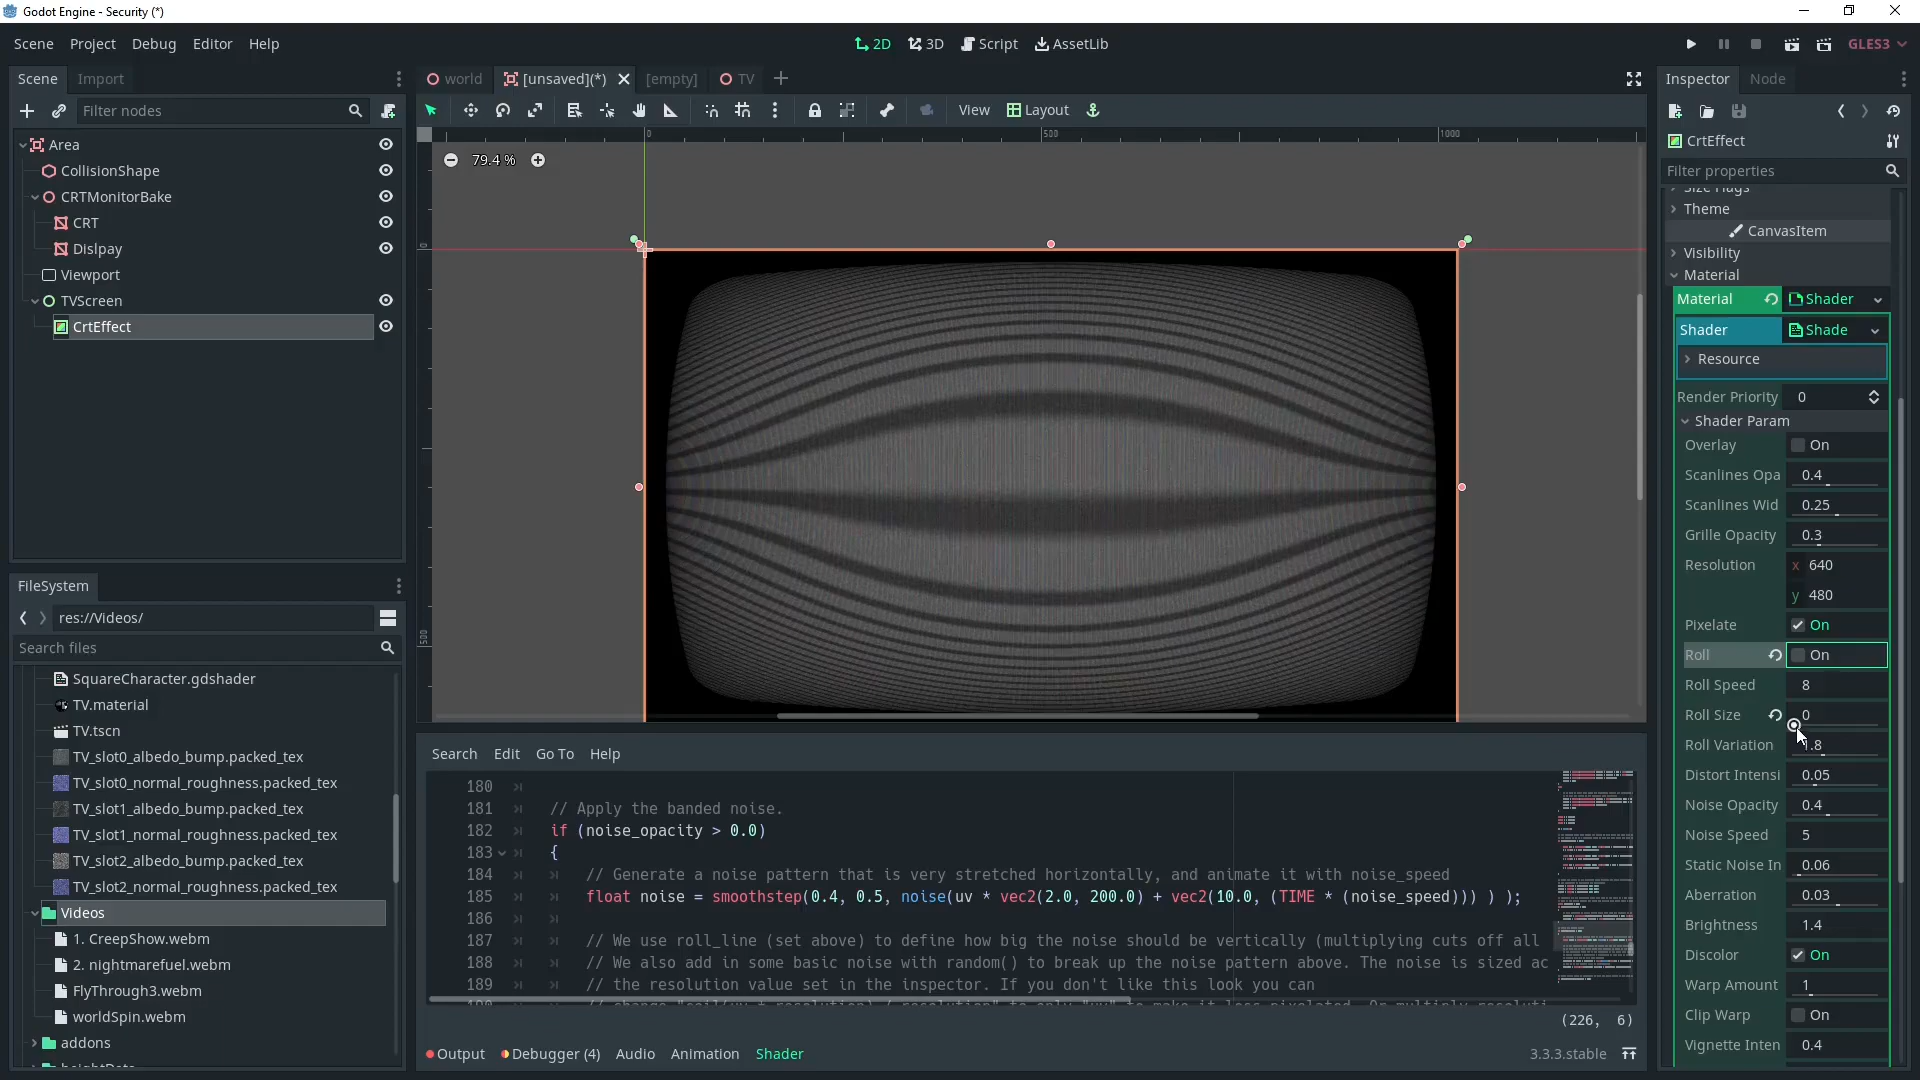 Godot Engine - Security (*)
Scene Project Debug Editor Help
2D 3D Script AssetLib
GLES3
Scene Import
world [unsaved](*) [empty] TV
Inspector Node
Filter nodes
View Layout
Area
CollisionShape
CRTMonitorBake
CRT
Dislpay
Viewport
TVScreen
CrtEffect
0 500 1000
79.4 %
0
500
FileSystem
res://Videos/
Search files
SquareCharacter.gdshader
TV.material
TV.tscn
TV_slot0_albedo_bump.packed_tex
TV_slot0_normal_roughness.packed_tex
TV_slot1_albedo_bump.packed_tex
TV_slot1_normal_roughness.packed_tex
TV_slot2_albedo_bump.packed_tex
TV_slot2_normal_roughness.packed_tex
Videos
1. CreepShow.webm
2. nightmarefuel.webm
FlyThrough3.webm
worldSpin.webm
addons
Search Edit Go To Help
180
181 // Apply the banded noise.
182 if (noise_opacity > 0.0)
183 {
184 // Generate a noise pattern that is very stretched horizontally, and animate it with noise_speed
185 float noise = smoothstep(0.4, 0.5, noise(uv * vec2(2.0, 200.0) + vec2(10.0, (TIME * (noise_speed))) ) );
186
187 // We use roll_line (set above) to define how big the noise should be vertically (multiplying cuts off all
188 // We also add in some basic noise with random() to break up the noise pattern above. The noise is sized ac
189 // the resolution value set in the inspector. If you don't like this look you can
(226, 6)
Output Debugger (4) Audio Animation Shader
3.3.3.stable
CrtEffect
Filter properties
Size Flags
Theme
CanvasItem
Visibility
Material
Material Shader
Shader Shade
Resource
Render Priority 0
Shader Param
Overlay On
Scanlines Opa 0.4
Scanlines Wid 0.25
Grille Opacity 0.3
Resolution x 640
y 480
Pixelate On
Roll On
Roll Speed 8
Roll Size 0
Roll Variation 1.8
Distort Intensi 0.05
Noise Opacity 0.4
Noise Speed 5
Static Noise In 0.06
Aberration 0.03
Brightness 1.4
Discolor On
Warp Amount 1
Clip Warp On
Vignette Inten 0.4